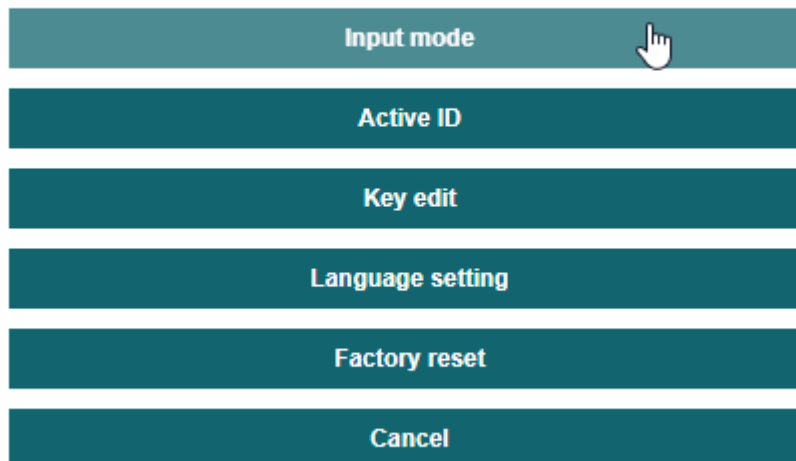 Input mode
Active ID
Key edit
Language setting
Factory reset
Cancel